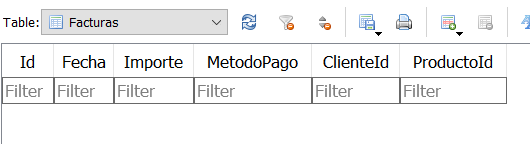 Table: Facturas
Id Fecha Importe MetodoPago ClienteId ProductoId
Filter Filter Filter Filter Filter Filter